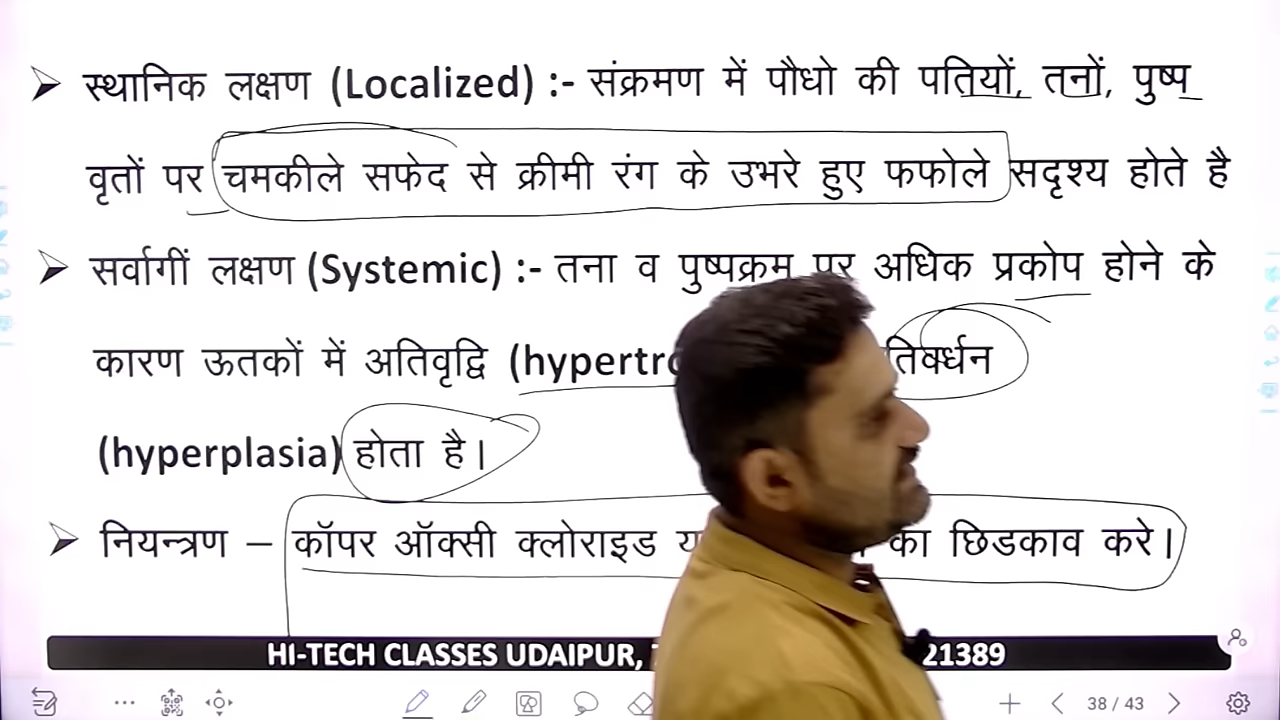 ➢ स्थानिक लक्षण (Localized) :- संक्रमण में पौधो की पतियों, तनों, पुष्प
वृतों पर चमकीले सफेद से क्रीमी रंग के उभरे हुए फफोले सदृश्य होते है
➢ सर्वागीं लक्षण (Systemic) :- तना व पुष्पक्रम पर अधिक प्रकोप होने के
कारण ऊतकों में अतिवृद्वि
(hyperplasia) होता है।
➢ नियन्त्रण – कॉपर ऑक्सी क्लोराइड का छिडकाव करे।
HI-TECH CLASSES UDAIPUR, 21389
38 / 43